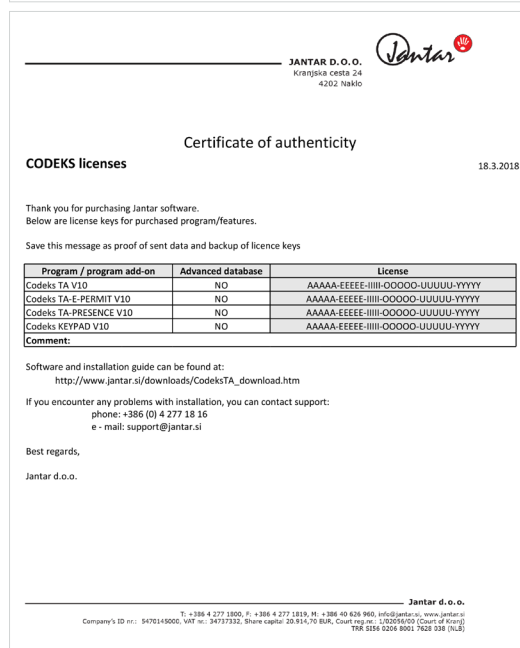 Jantar
JANTAR D.O.O.
Kranjska cesta 24
4202 Naklo
Certificate of authenticity
CODEKS licenses
18.3.2018
Thank you for purchasing Jantar software.
Below are license keys for purchased program/features.
Save this message as proof of sent data and backup of licence keys
Program / program add-on Advanced database License
Codeks TA V10 NO AAAAA-EEEEE-IIIII-OOOOO-UUUUU-YYYYY
Codeks TA-E-PERMIT V10 NO AAAAA-EEEEE-IIIII-OOOOO-UUUUU-YYYYY
Codeks TA-PRESENCE V10 NO AAAAA-EEEEE-IIIII-OOOOO-UUUUU-YYYYY
Codeks KEYPAD V10 NO AAAAA-EEEEE-IIIII-OOOOO-UUUUU-YYYYY
Comment:
Software and installation guide can be found at:
http://www.jantar.si/downloads/CodeksTA_download.htm
If you encounter any problems with installation, you can contact support:
phone: +386 (0) 4 277 18 16
e - mail: support@jantar.si
Best regards,
Jantar d.o.o.
Jantar d.o.o.
T: +386 4 277 1800, F: +386 4 277 1819, M: +386 40 626 960, info@jantar.si, www.jantar.si
Company's ID nr.: 5470145000, VAT nr.: 34737332, Share capital 20.914,70 EUR, Court reg.nr.: 1/02056/00 (Court of Kranj)
TRR SI56 0206 8001 7628 038 (NLB)